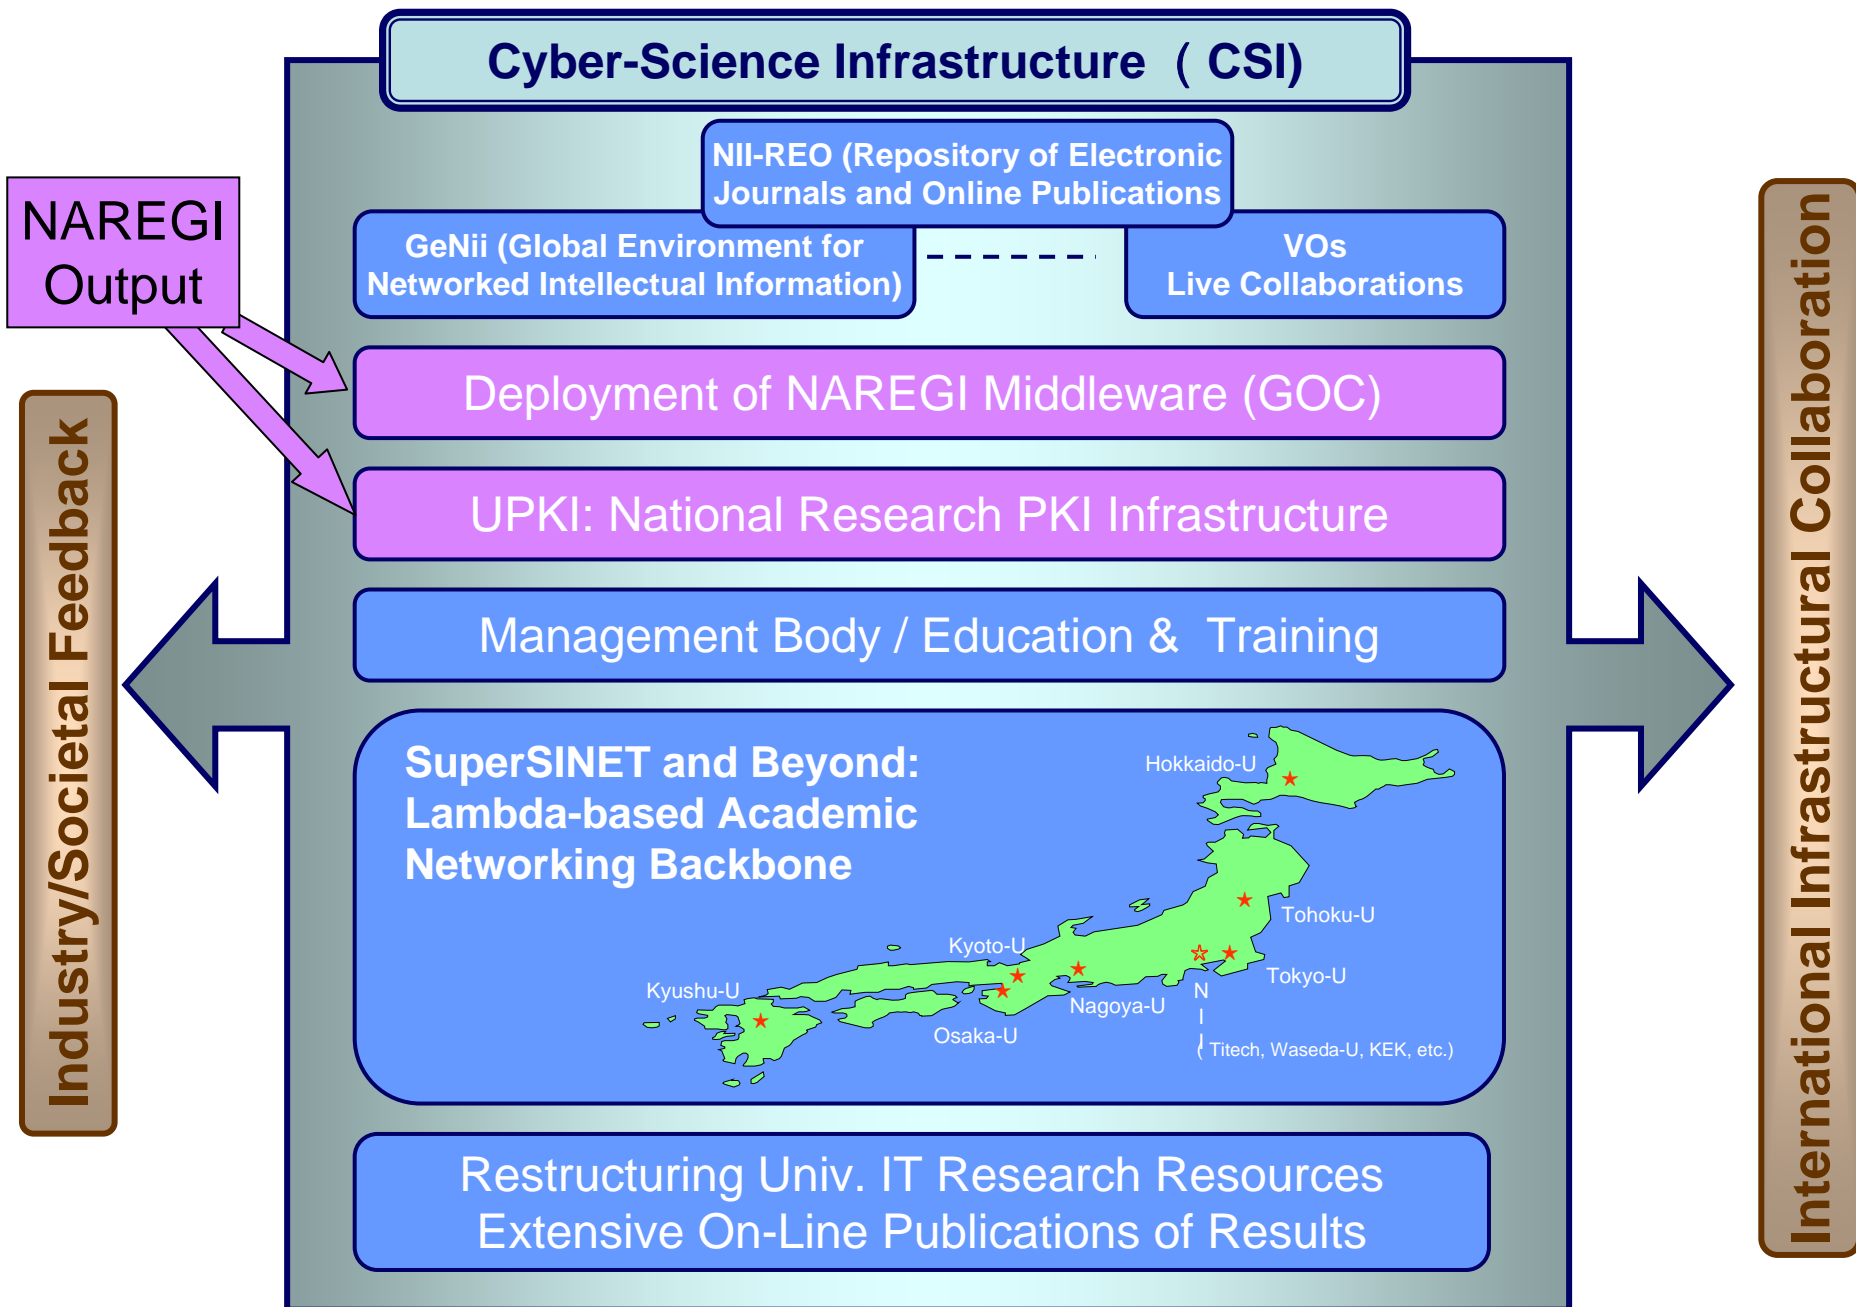 Cyber-Science Infrastructure ( CSI)
NII-REO (Repository of Electronic
Journals and Online Publications
NAREGI
Output
GeNii (Global Environment for
Networked Intellectual Information)
VOs
Live Collaborations
Deployment of NAREGI Middleware (GOC)
UPKI: National Research PKI Infrastructure
Management Body / Education & Training
Industry/Societal Feedback
International Infrastructural Collaboration
SuperSINET and Beyond:
Lambda-based Academic
Networking Backbone
Hokkaido-U
Tohoku-U
Kyoto-U
Tokyo-U
Kyushu-U
Nagoya-U
N
I
I
Osaka-U
( Titech, Waseda-U, KEK, etc.)
Restructuring Univ. IT Research Resources
Extensive On-Line Publications of Results